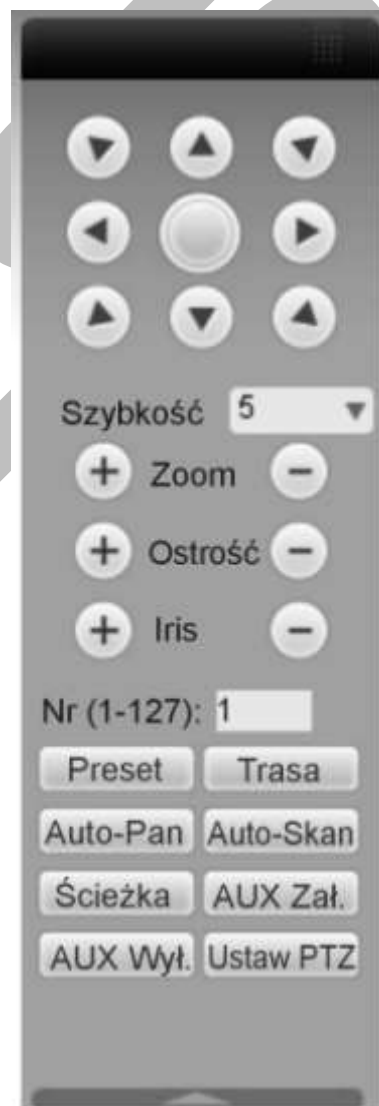 Szybkość 5
+ Zoom −
+ Ostrość −
+ Iris −
Nr (1-127): 1
Preset Trasa
Auto-Pan Auto-Skan
Ścieżka AUX Zał.
AUX Wył. Ustaw PTZ